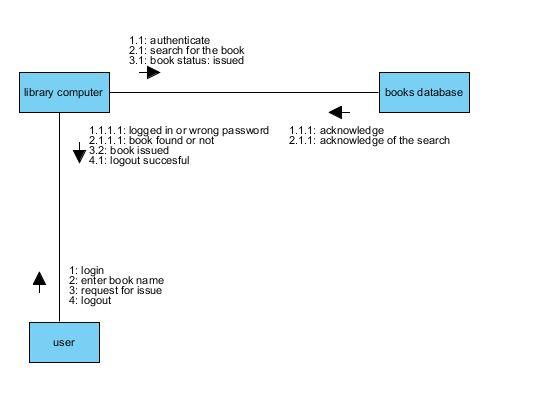 1.1: authenticate
2.1: search for the book
3.1: book status: issued
library computer
books database
1.1.1.1: logged in or wrong password
2.1.1.1: book found or not
3.2: book issued
4.1: logout succesful
1.1.1: acknowledge
2.1.1: acknowledge of the search
1: login
2: enter book name
3: request for issue
4: logout
user